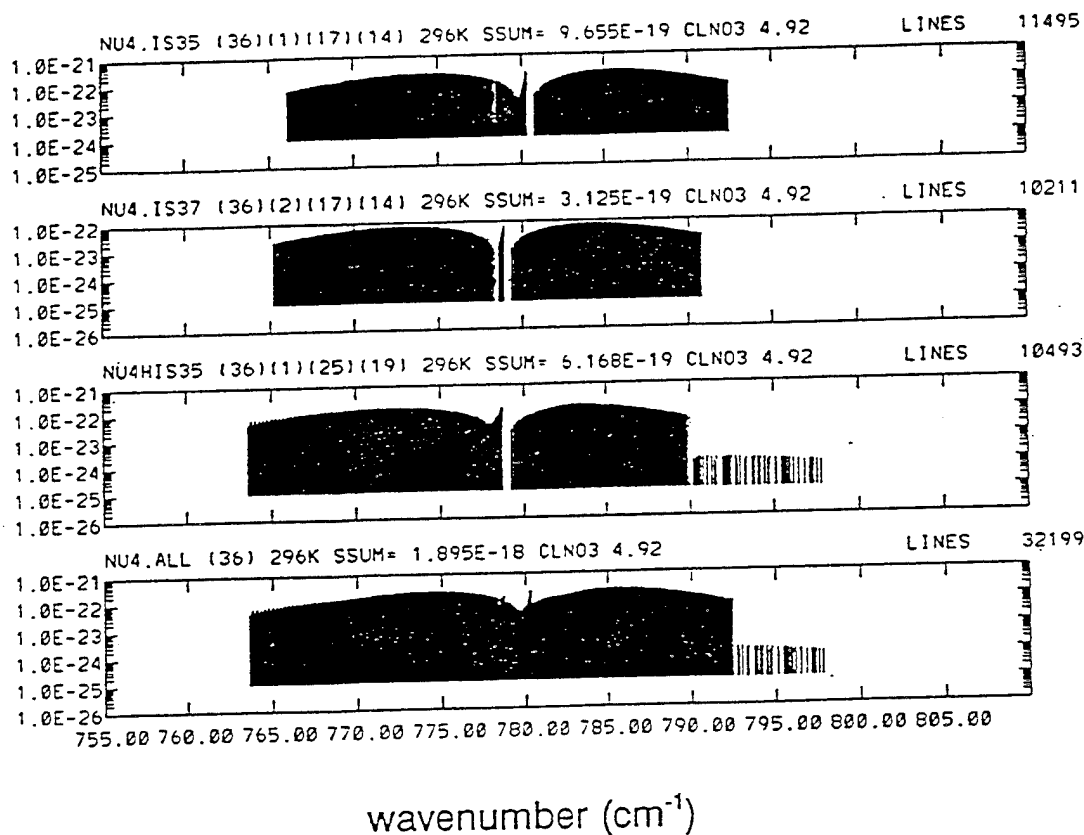 NU4.IS35 (36)(1)(17)(14) 296K SSUM= 9.655E-19 CLNO3 4.92 LINES 11495
1.0E-21
1.0E-22
1.0E-23
1.0E-24
1.0E-25
NU4.IS37 (36)(2)(17)(14) 296K SSUM= 3.125E-19 CLNO3 4.92 LINES 10211
1.0E-22
1.0E-23
1.0E-24
1.0E-25
1.0E-26
NU4HIS35 (36)(1)(25)(19) 296K SSUM= 6.168E-19 CLNO3 4.92 LINES 10493
1.0E-21
1.0E-22
1.0E-23
1.0E-24
1.0E-25
1.0E-26
NU4.ALL (36) 296K SSUM= 1.895E-18 CLNO3 4.92 LINES 32199
1.0E-21
1.0E-22
1.0E-23
1.0E-24
1.0E-25
1.0E-26
755.00 760.00 765.00 770.00 775.00 780.00 785.00 790.00 795.00 800.00 805.00
wavenumber (cm⁻¹)